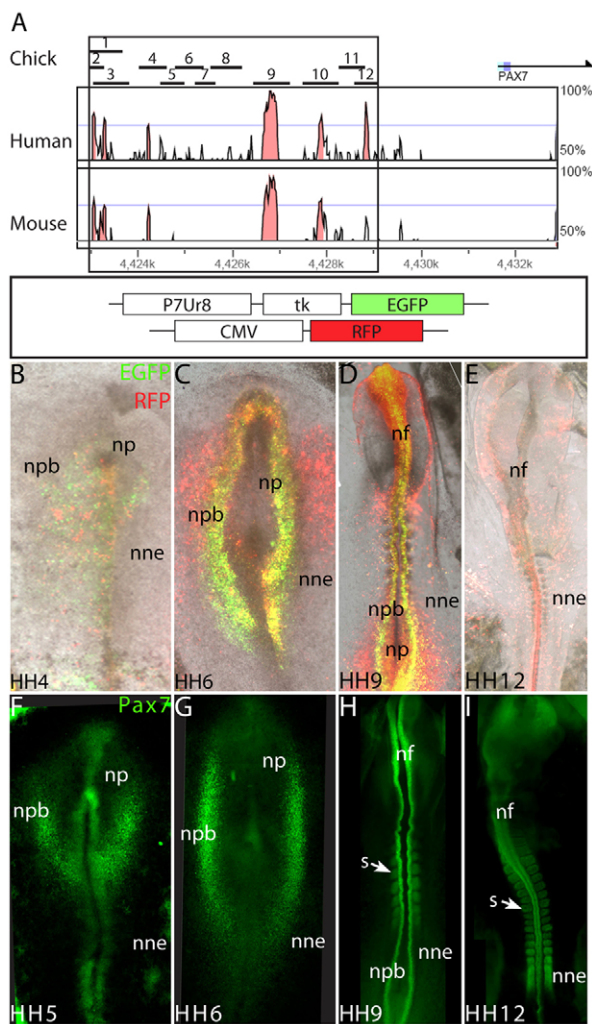 A
Chick
1
2
3
4
5
6
7
8
9
10
11
12
PAX7
Human
100%
50%
Mouse
100%
50%
4,424k 4,426k 4,428k 4,430k 4,432k
P7Ur8 tk EGFP
CMV RFP
B
EGFP
RFP
np
npb
nne
HH4
C
np
npb
nne
HH6
D
nf
npb
nne
np
HH9
E
nf
nne
HH12
F
Pax7
np
npb
nne
HH5
G
np
npb
nne
HH6
H
nf
s
nne
npb
HH9
I
nf
s
nne
HH12